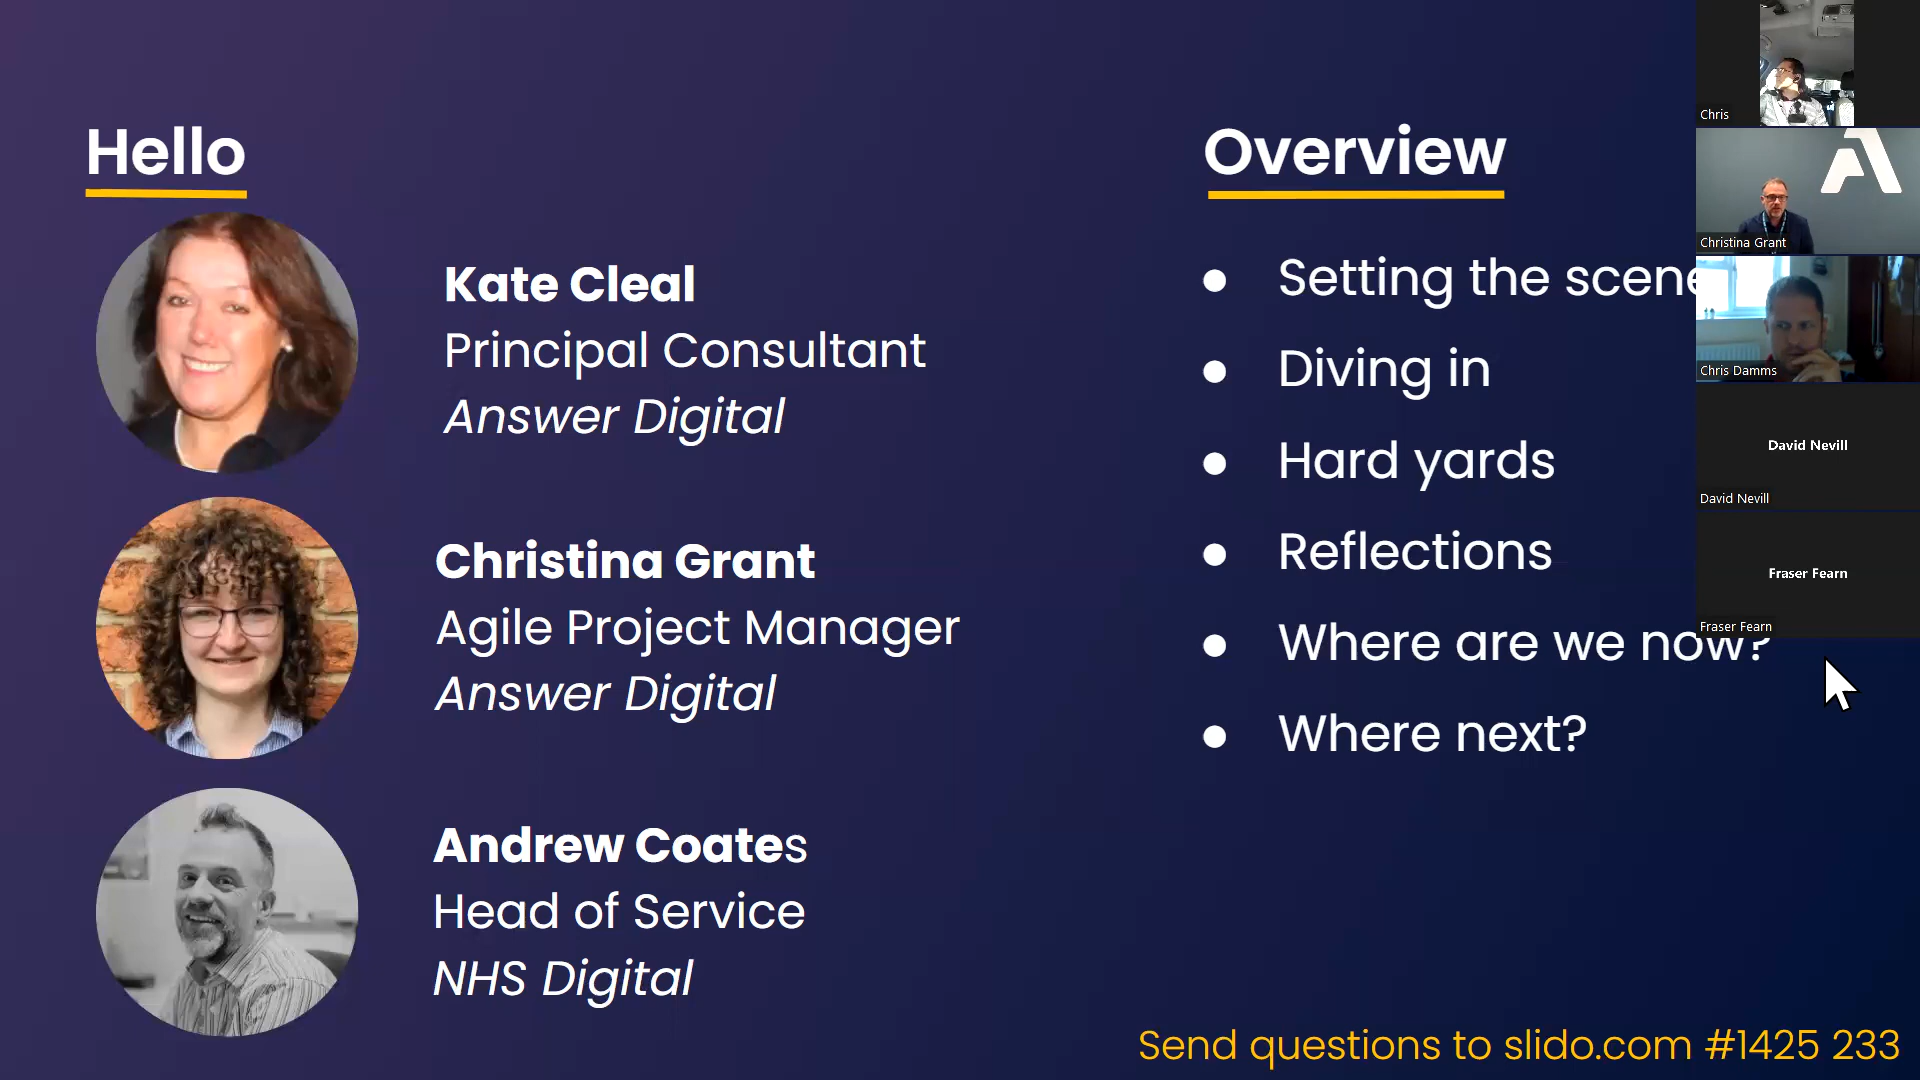 Hello
Kate Cleal
Principal Consultant
Answer Digital
Christina Grant
Agile Project Manager
Answer Digital
Andrew Coates
Head of Service
NHS Digital
Overview
● Setting the scene
● Diving in
● Hard yards
● Reflections
● Where are we now?
● Where next?
Send questions to slido.com #1425 233
Chris
Christina Grant
Chris Damms
David Nevill
David Nevill
Fraser Fearn
Fraser Fearn